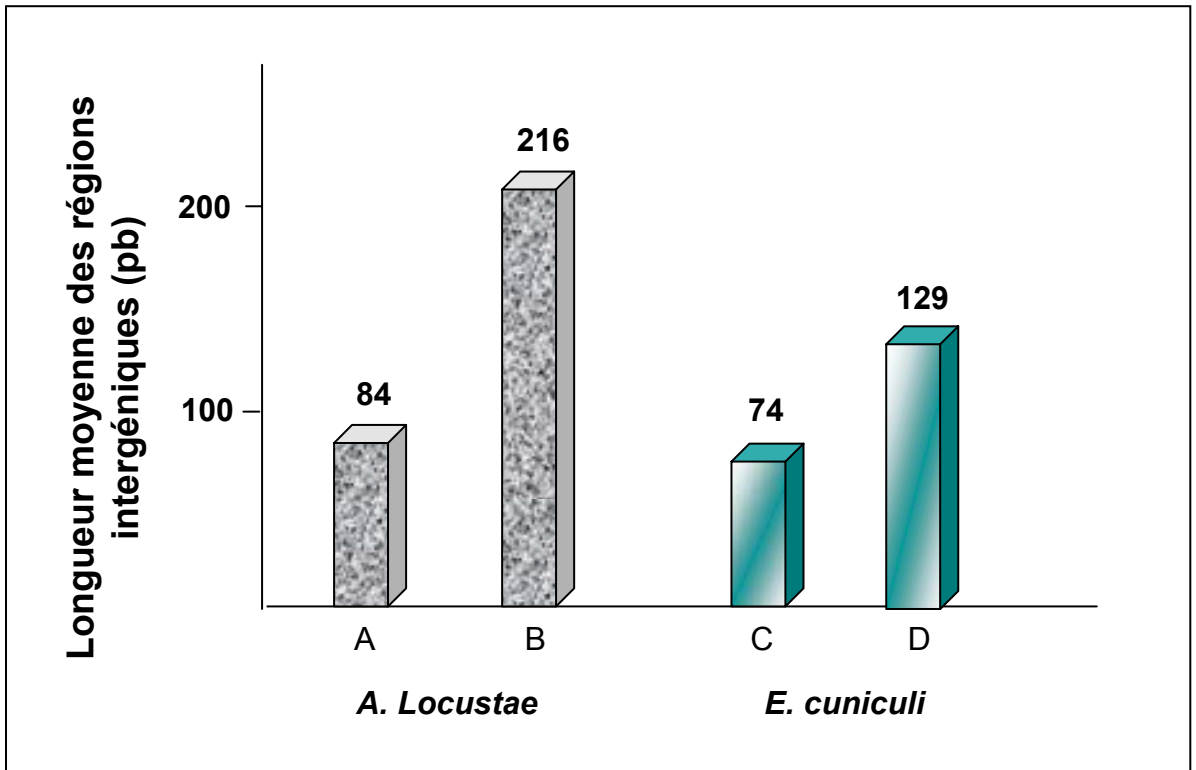 Longueur moyenne des régions
intergéniques (pb)
200
100
84
216
74
129
A
B
C
D
A. Locustae
E. cuniculi